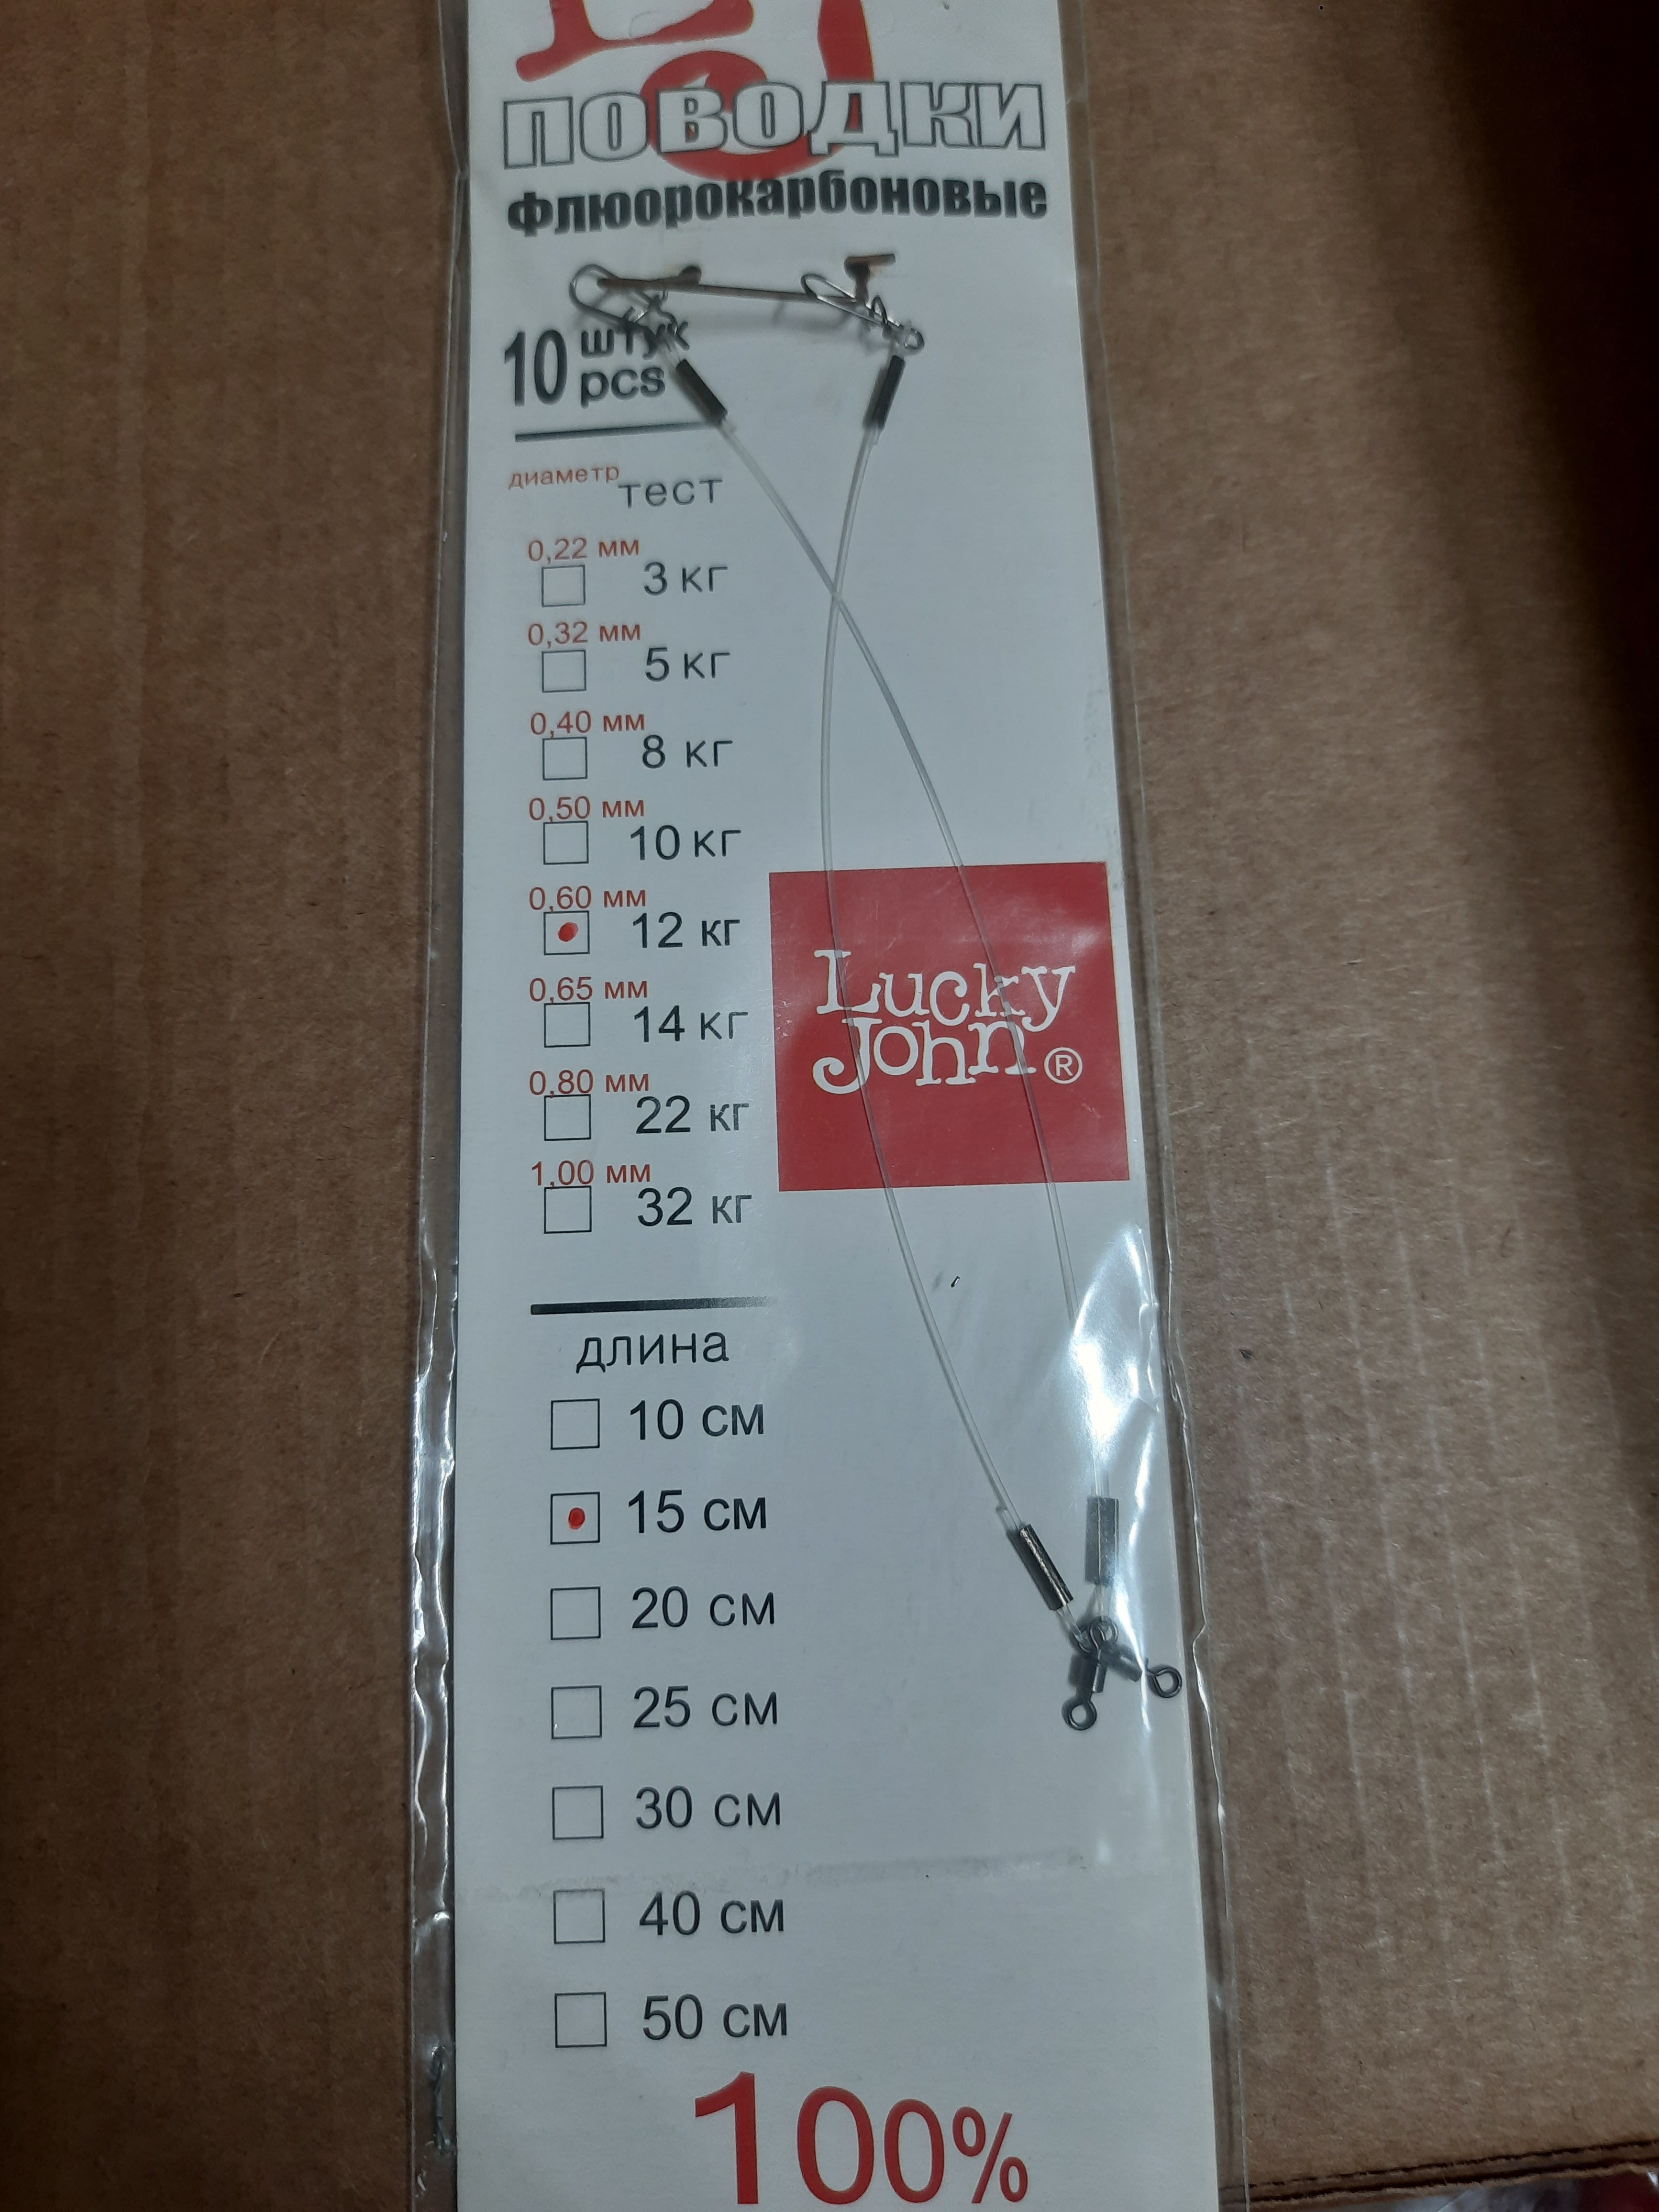 поводки
Флюорокарбоновые
10 штук
pcs
диаметр тест
0,22 мм
3 кг
0,32 мм
5 кг
0,40 мм
8 кг
0,50 мм
10 кг
0,60 мм
12 кг
0,65 мм
14 кг
0,80 мм
22 кг
1,00 мм
32 кг
Lucky
John ®
длина
10 см
15 см
20 см
25 см
30 см
40 см
50 см
100%